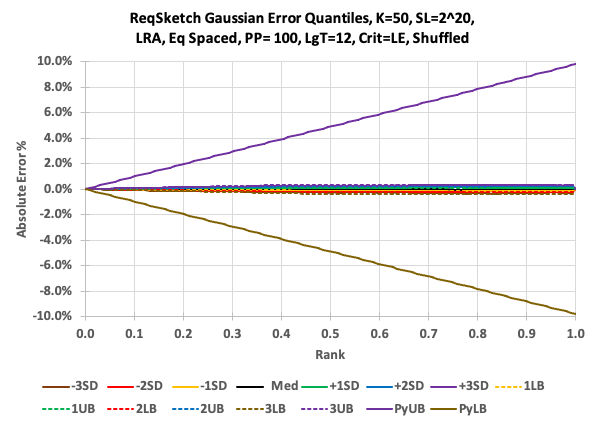 ReqSketch Gaussian Error Quantiles, K=50, SL=2^20,
LRA, Eq Spaced, PP= 100, LgT=12, Crit=LE, Shuffled
10.0%
8.0%
6.0%
4.0%
2.0%
0.0%
-2.0%
-4.0%
-6.0%
-8.0%
-10.0%
Absolute Error %
0.0 0.1 0.2 0.3 0.4 0.5 0.6 0.7 0.8 0.9 1.0
Rank
-3SD -2SD -1SD Med +1SD +2SD +3SD 1LB
1UB 2LB 2UB 3LB 3UB PyUB PyLB